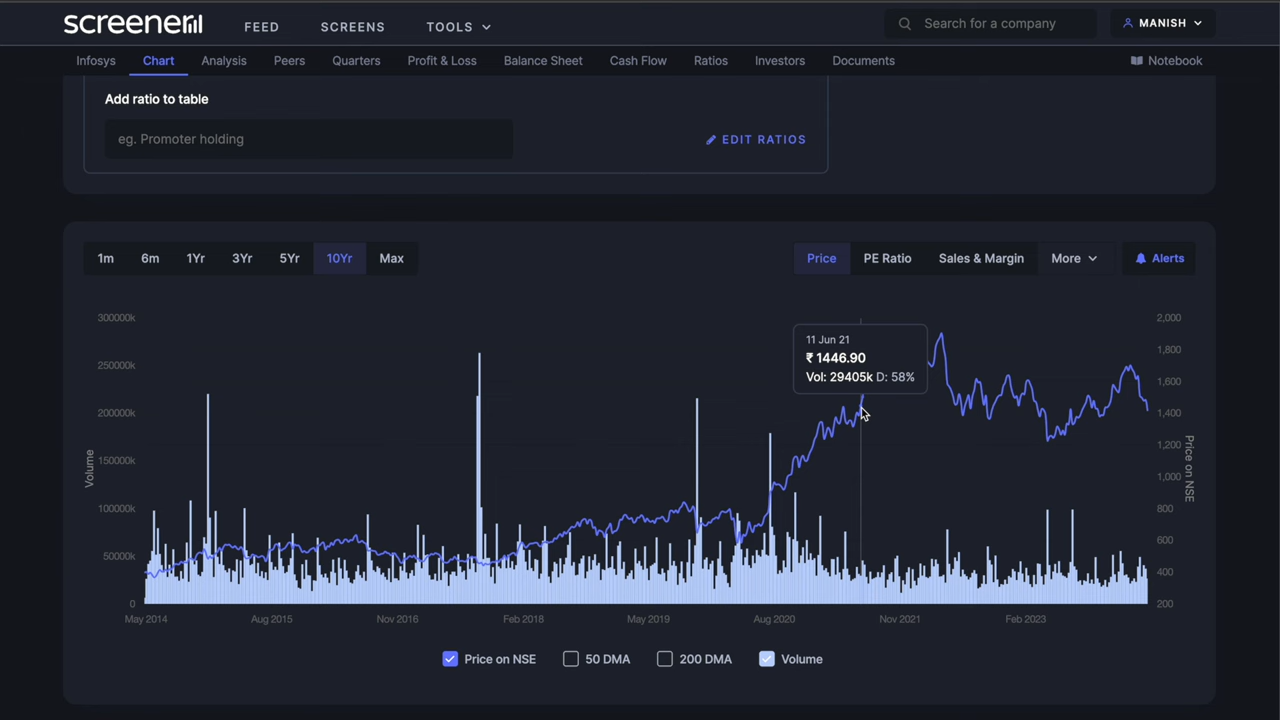 screener
FEED SCREENS TOOLS
Search for a company
MANISH
Infosys Chart Analysis Peers Quarters Profit & Loss Balance Sheet Cash Flow Ratios Investors Documents Notebook
Add ratio to table
eg. Promoter holding
EDIT RATIOS
1m 6m 1Yr 3Yr 5Yr 10Yr Max
Price PE Ratio Sales & Margin More Alerts
300000k 2,000
11 Jun 21
₹ 1446.90
Vol: 29405k D: 58%
1,800
250000k
1,600
200000k 1,400
1,200
150000k
1,000
100000k 800
600
50000k
400
0 200
Volume
Price on NSE
May 2014 Aug 2015 Nov 2016 Feb 2018 May 2019 Aug 2020 Nov 2021 Feb 2023
Price on NSE 50 DMA 200 DMA Volume